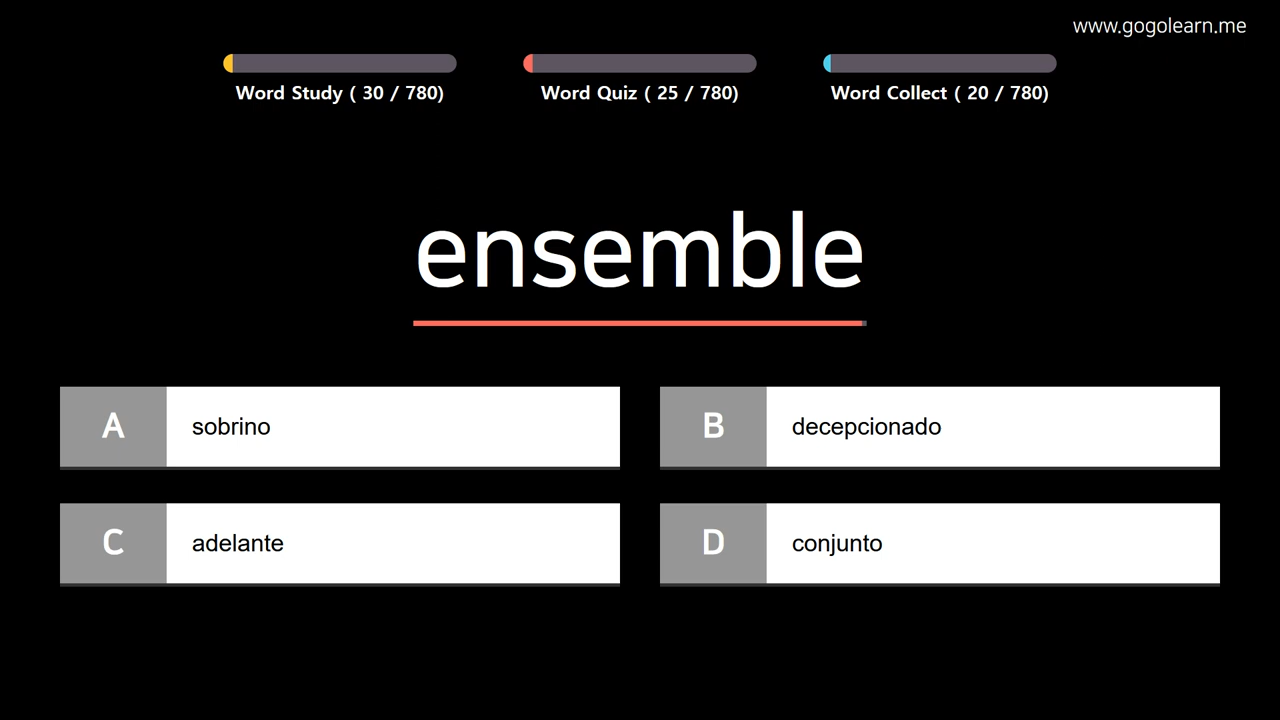 www.gogolearn.me
Word Study ( 30 / 780)
Word Quiz ( 25 / 780)
Word Collect ( 20 / 780)
ensemble
A
sobrino
B
decepcionado
C
adelante
D
conjunto